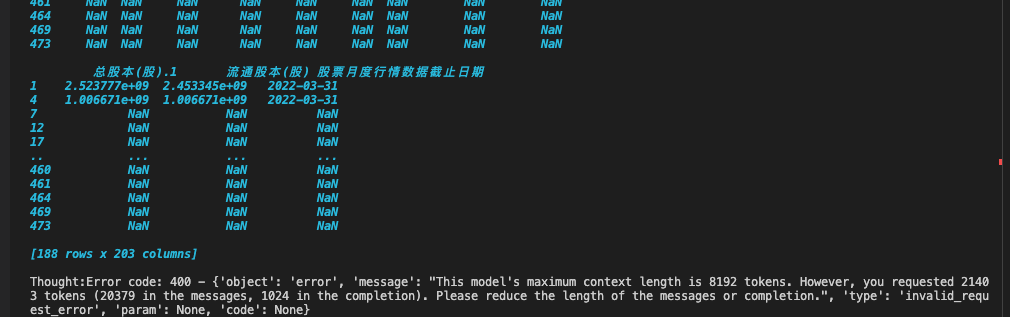 461 NaN NaN NaN NaN NaN NaN NaN NaN NaN
464 NaN NaN NaN NaN NaN NaN NaN NaN NaN
469 NaN NaN NaN NaN NaN NaN NaN NaN NaN
473 NaN NaN NaN NaN NaN NaN NaN NaN NaN
总股本(股).1 流通股本(股) 股票月度行情数据截止日期
1 2.523777e+09 2.453345e+09 2022-03-31
4 1.006671e+09 1.006671e+09 2022-03-31
7 NaN NaN NaN
12 NaN NaN NaN
17 NaN NaN NaN
.. ... ... ...
460 NaN NaN NaN
461 NaN NaN NaN
464 NaN NaN NaN
469 NaN NaN NaN
473 NaN NaN NaN
[188 rows x 203 columns]
Thought:Error code: 400 - {'object': 'error', 'message': "This model's maximum context length is 8192 tokens. However, you requested 2140
3 tokens (20379 in the messages, 1024 in the completion). Please reduce the length of the messages or completion.", 'type': 'invalid_requ
est_error', 'param': None, 'code': None}